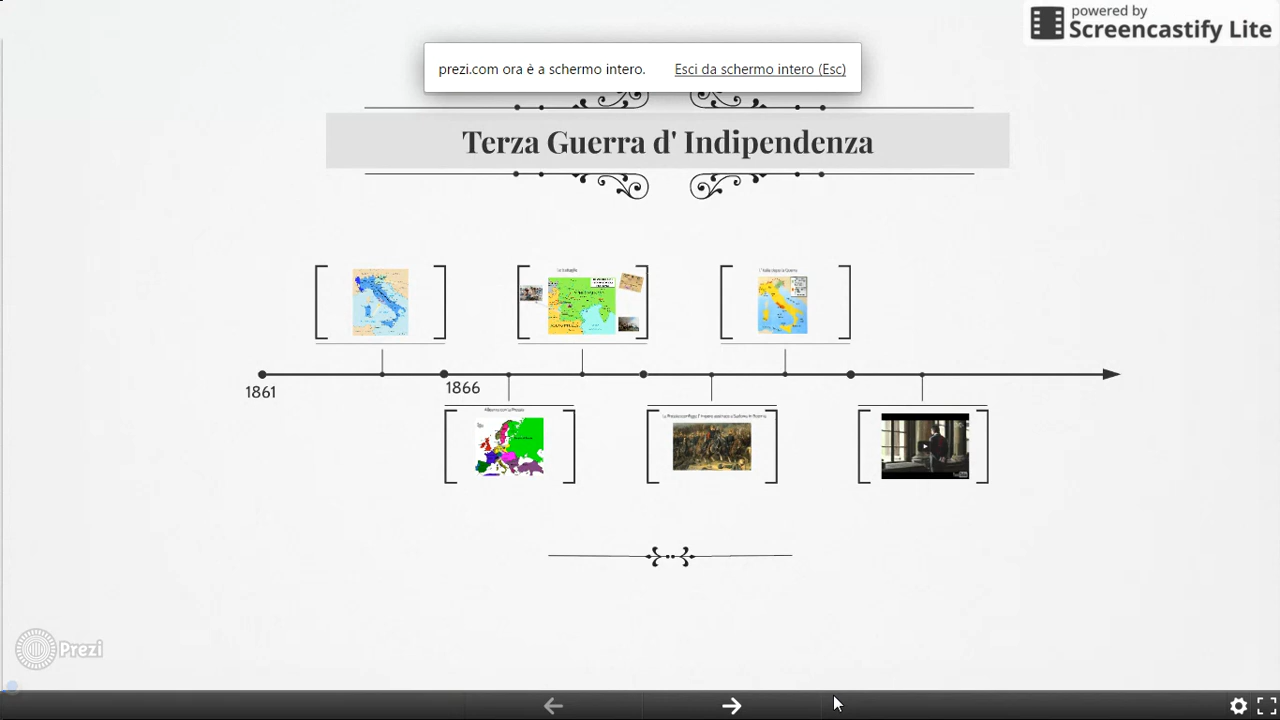 powered by
Screencastify Lite
prezi.com ora è a schermo intero. Esci da schermo intero (Esc)
Terza Guerra d' Indipendenza
1861
1866
Prezi